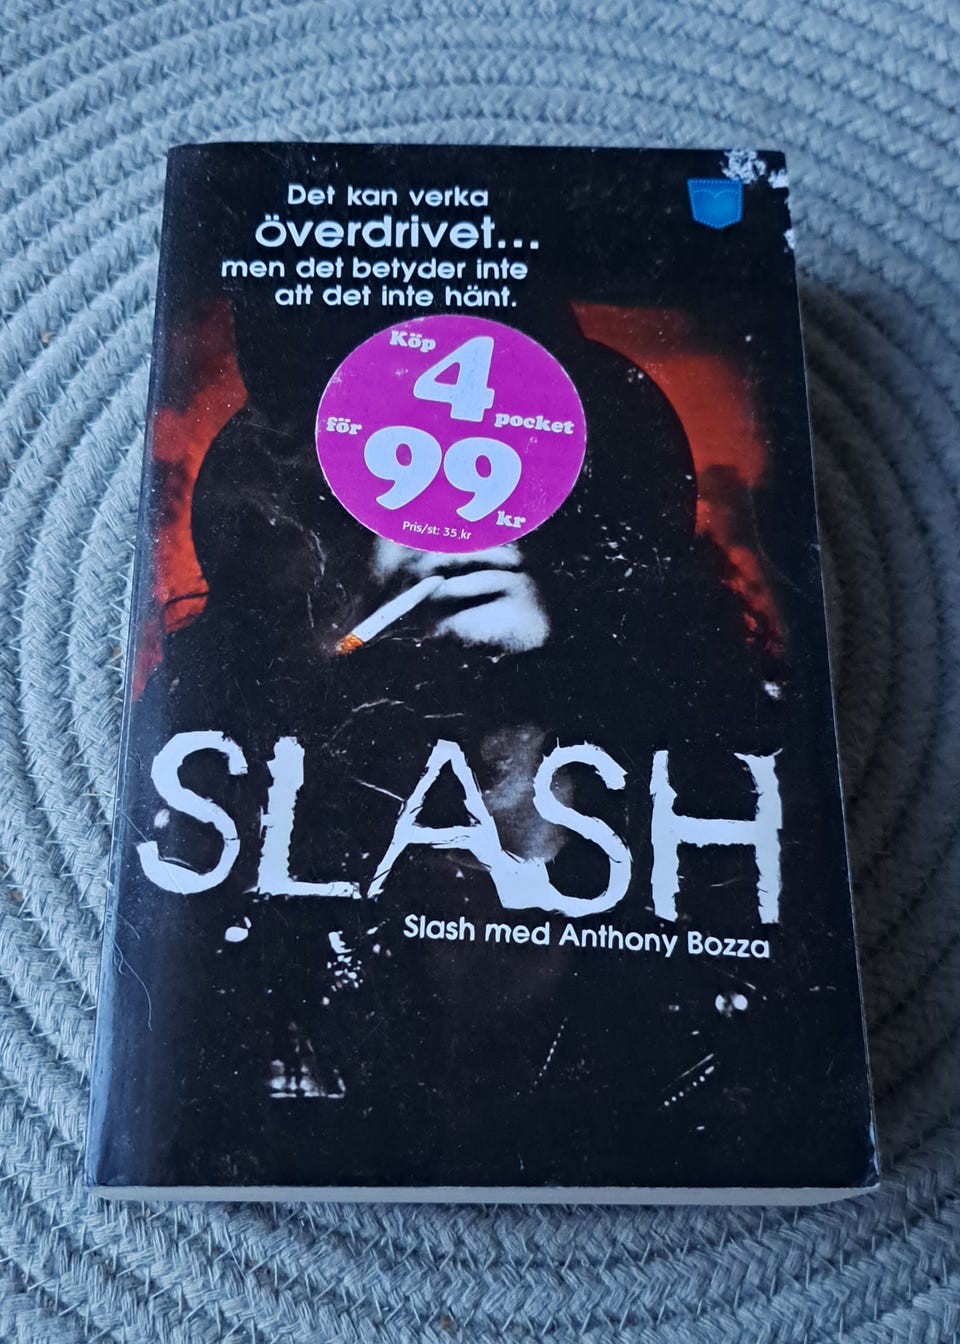 Det kan verka
överdrivet...
men det betyder inte
att det inte hänt.
Köp 4 pocket
för 99 kr
Pris/st: 35 kr
SLASH
Slash med Anthony Bozza